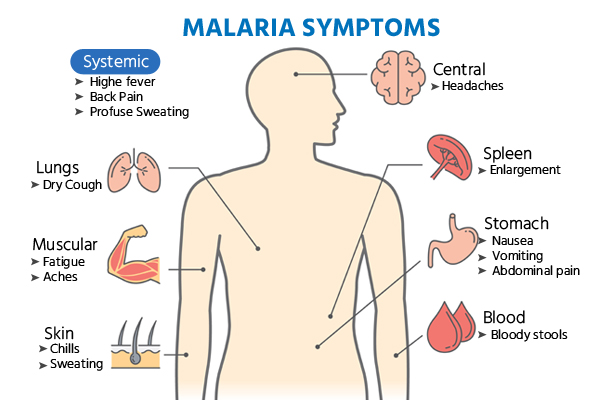 MALARIA SYMPTOMS
Systemic
➤ Highe fever
➤ Back Pain
➤ Profuse Sweating
Central
➤ Headaches
Lungs
➤ Dry Cough
Spleen
➤ Enlargement
Muscular
➤ Fatigue
➤ Aches
Stomach
➤ Nausea
➤ Vomiting
➤ Abdominal pain
Skin
➤ Chills
➤ Sweating
Blood
➤ Bloody stools